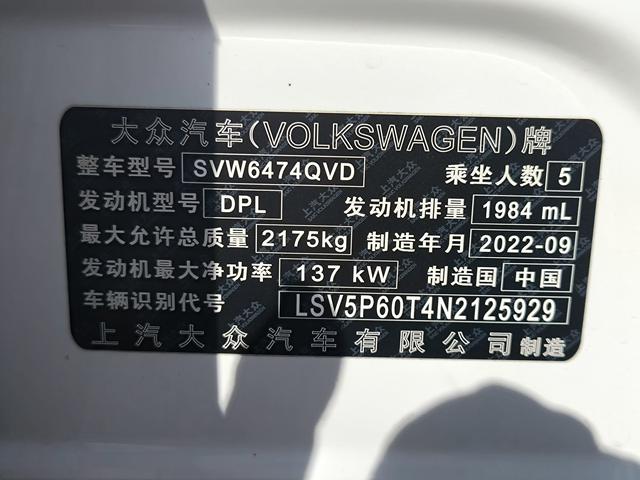 大众汽车(VOLKSWAGEN)牌
整车型号 SVW6474QVD 乘坐人数 5
发动机型号 DPL 发动机排量 1984 mL
最大允许总质量 2175kg 制造年月 2022-09
发动机最大净功率 137 kW 制造国 中国
车辆识别代号 LSV5P60T4N2125929
上汽大众汽车有限公司 制造